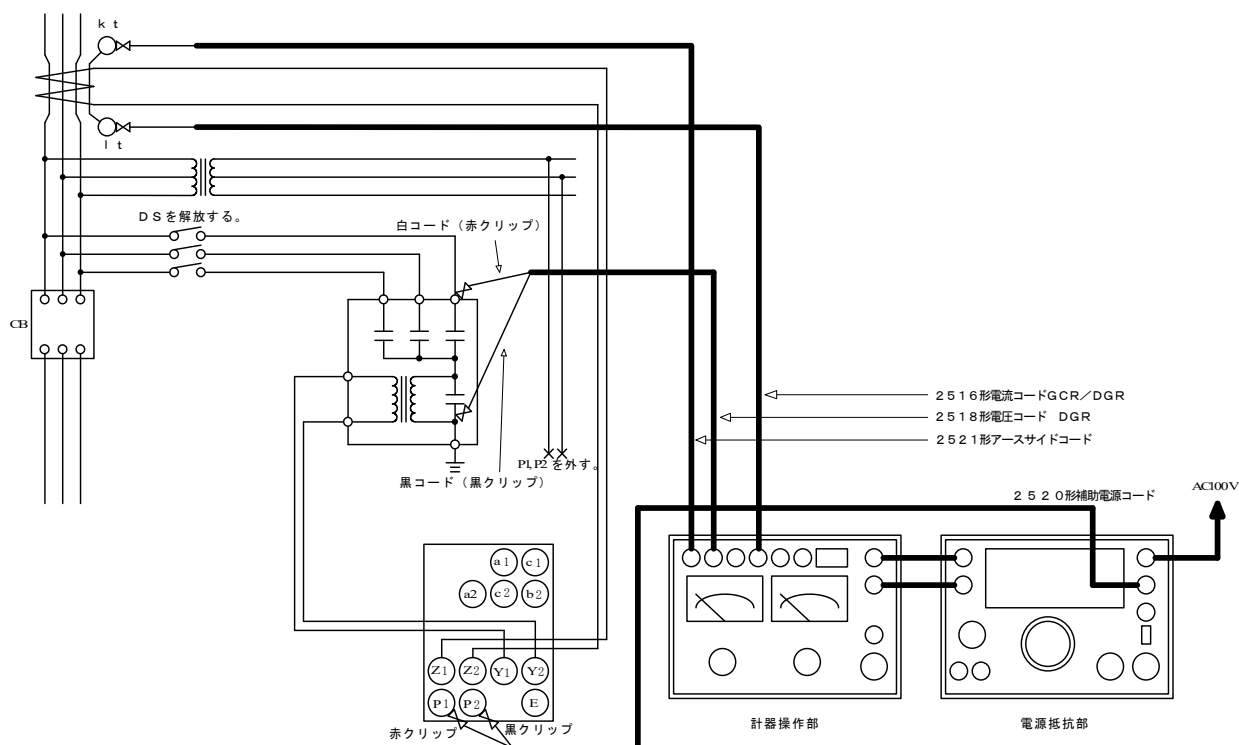 ｋｔ
ｌｔ
ＤＳを解放する。
白コード（赤クリップ）
CB
２５１６形電流コードＧＣＲ／ＤＧＲ
２５１８形電圧コード　ＤＧＲ
２５２１形アースサイドコード
P1,P2を外す。
黒コード（黒クリップ）
２５２０形補助電源コード
AC100V
a1
c1
a2
c2
b2
Z1
Z2
Y1
Y2
P1
P2
E
赤クリップ
黒クリップ
計器操作部
電源抵抗部